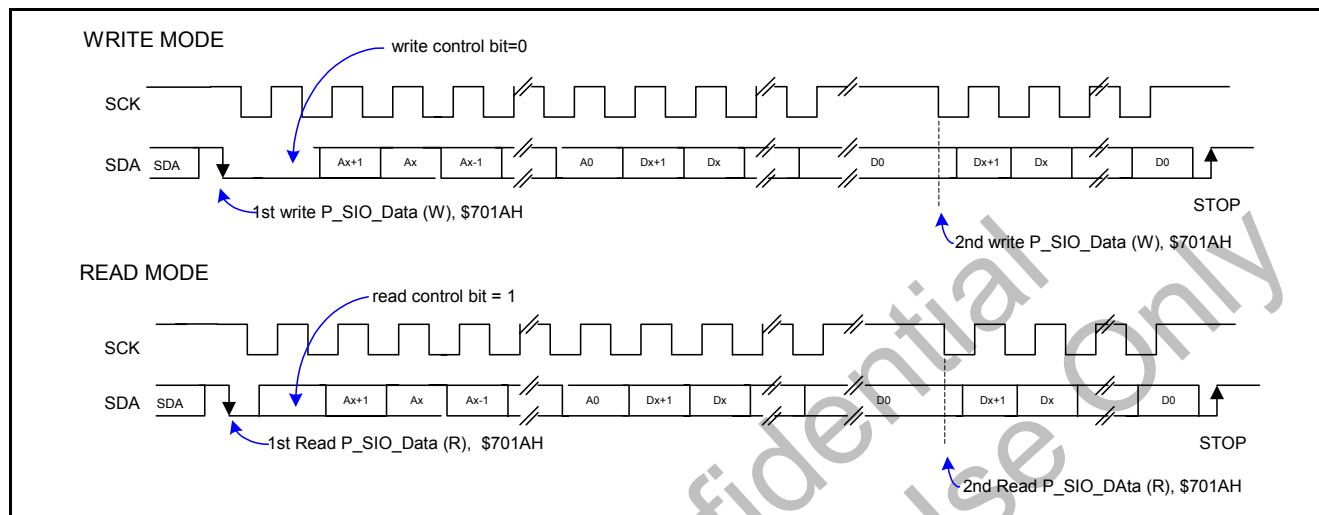 WRITE MODE
write control bit=0
SCK
SDA SDA Ax+1 Ax Ax-1 A0 Dx+1 Dx D0 Dx+1 Dx D0
1st write P_SIO_Data (W), $701AH
STOP
2nd write P_SIO_Data (W), $701AH
READ MODE
read control bit = 1
SCK
SDA SDA Ax+1 Ax Ax-1 A0 Dx+1 Dx D0 Dx+1 Dx D0
1st Read P_SIO_Data (R), $701AH
STOP
2nd Read P_SIO_DAta (R), $701AH
fidential
Use Only